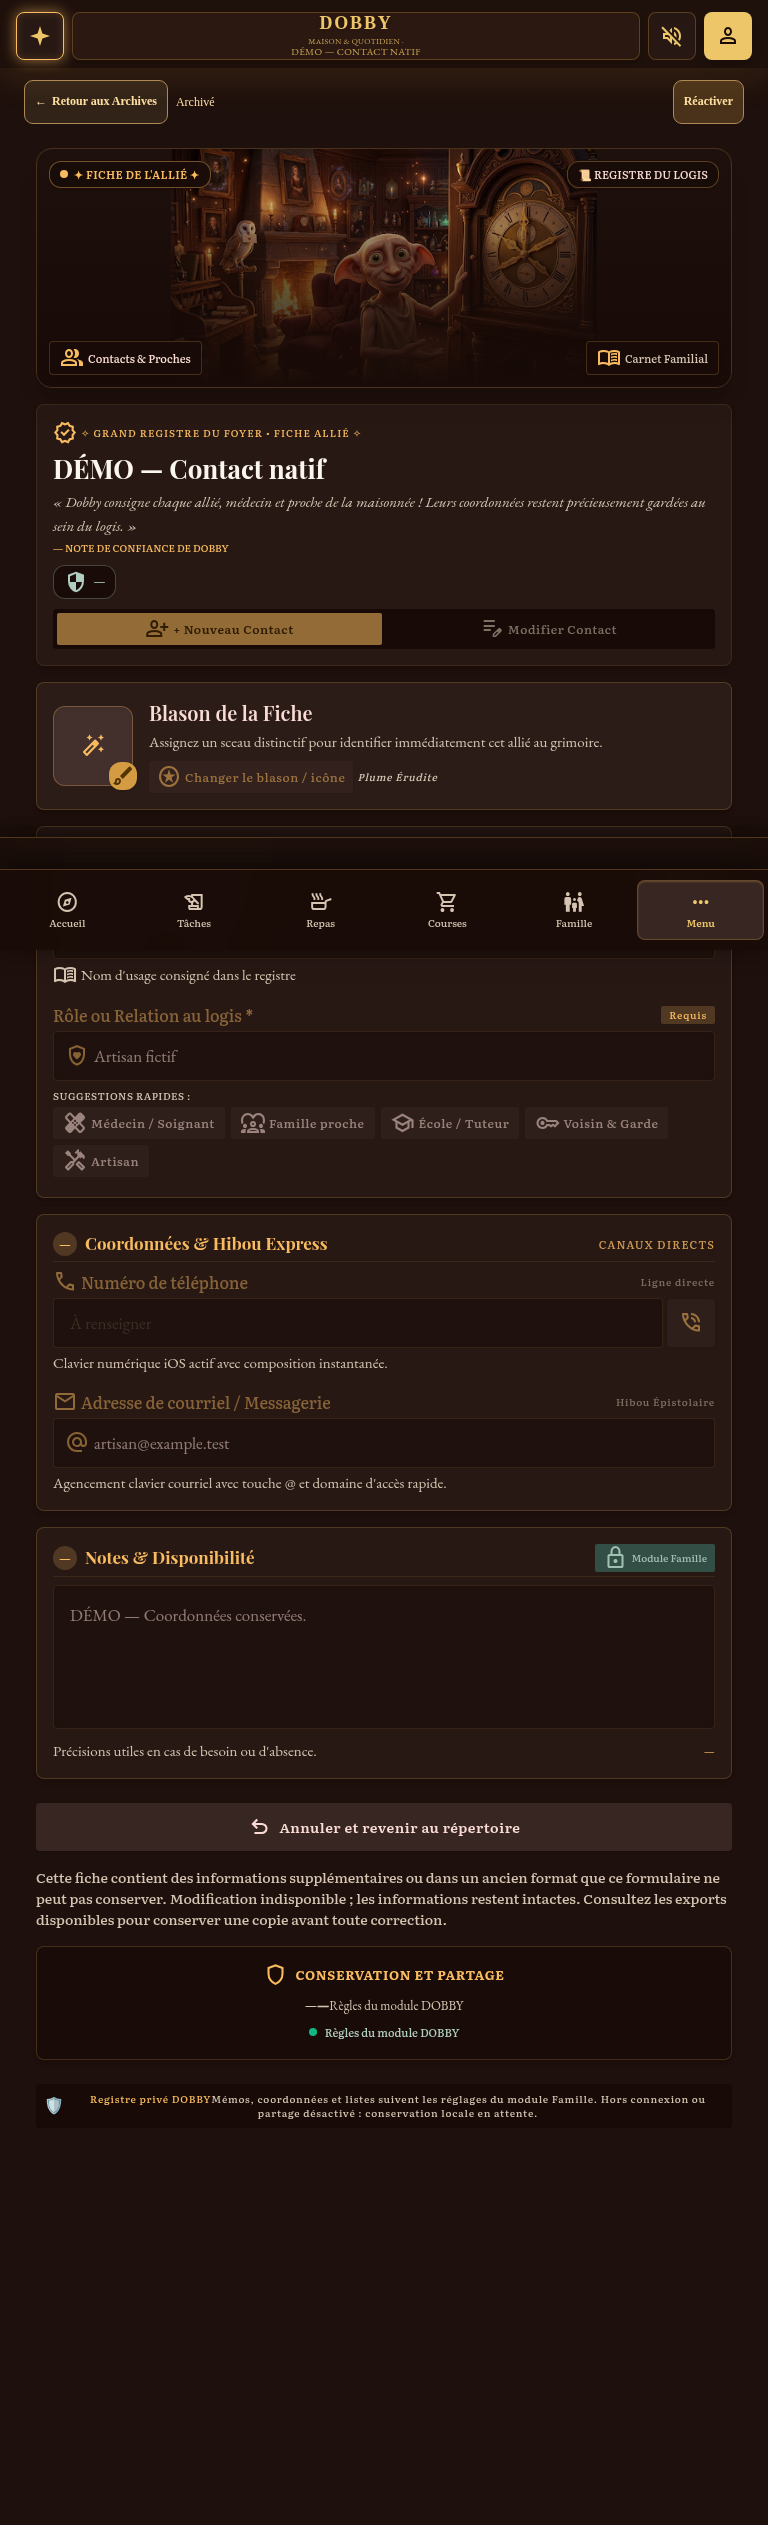 DOBBY
MAISON & QUOTIDIEN ·
DÉMO — CONTACT NATIF
← Retour aux Archives
Archivé
Réactiver
✦ FICHE DE L'ALLIÉ ✦
📜 REGISTRE DU LOGIS
Contacts & Proches
Carnet Familial
✧ GRAND REGISTRE DU FOYER • FICHE ALLIÉ ✧
DÉMO — Contact natif
« Dobby consigne chaque allié, médecin et proche de la maisonnée ! Leurs coordonnées restent précieusement gardées au
sein du logis. »
— NOTE DE CONFIANCE DE DOBBY
—
+ Nouveau Contact
Modifier Contact
Blason de la Fiche
Assignez un sceau distinctif pour identifier immédiatement cet allié au grimoire.
Changer le blason / icône
Plume Érudite
Accueil
Tâches
Repas
Courses
Famille
Menu
Nom d'usage consigné dans le registre
Rôle ou Relation au logis *
Requis
Artisan fictif
SUGGESTIONS RAPIDES :
Médecin / Soignant
Famille proche
École / Tuteur
Voisin & Garde
Artisan
— Coordonnées & Hibou Express
CANAUX DIRECTS
Numéro de téléphone
Ligne directe
À renseigner
Clavier numérique iOS actif avec composition instantanée.
Adresse de courriel / Messagerie
Hibou Épistolaire
artisan@example.test
Agencement clavier courriel avec touche @ et domaine d'accès rapide.
— Notes & Disponibilité
Module Famille
DÉMO — Coordonnées conservées.
Précisions utiles en cas de besoin ou d'absence.
—
Annuler et revenir au répertoire
Cette fiche contient des informations supplémentaires ou dans un ancien format que ce formulaire ne
peut pas conserver. Modification indisponible ; les informations restent intactes. Consultez les exports
disponibles pour conserver une copie avant toute correction.
CONSERVATION ET PARTAGE
——Règles du module DOBBY
Règles du module DOBBY
Registre privé DOBBYMémos, coordonnées et listes suivent les réglages du module Famille. Hors connexion ou
partage désactivé : conservation locale en attente.